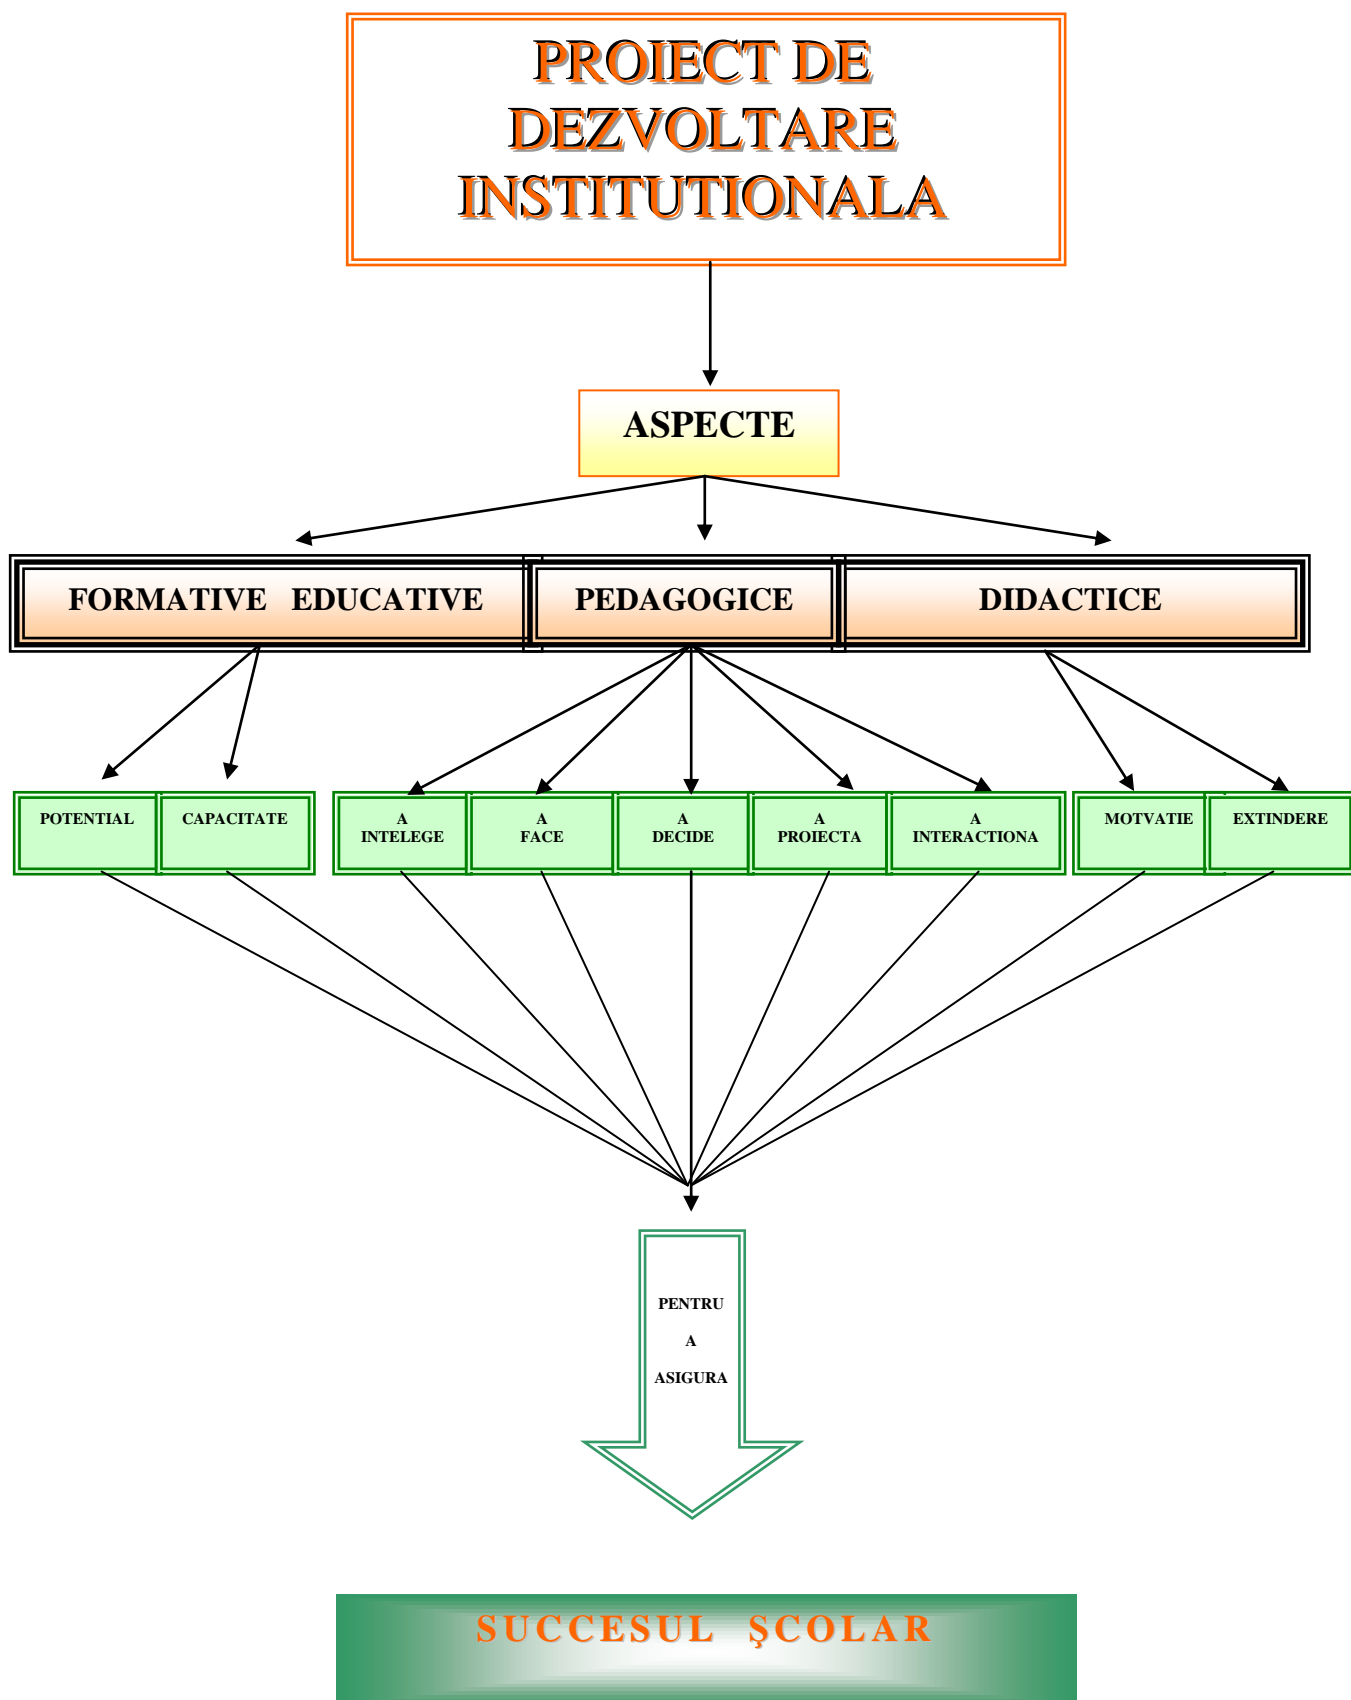 PROIECT DE
DEZVOLTARE
INSTITUTIONALA
ASPECTE
FORMATIVE EDUCATIVE
PEDAGOGICE
DIDACTICE
POTENTIAL
CAPACITATE
A
INTELEGE
A
FACE
A
DECIDE
A
PROIECTA
A
INTERACTIONA
MOTVATIE
EXTINDERE
PENTRU
A
ASIGURA
SUCCESUL ŞCOLAR